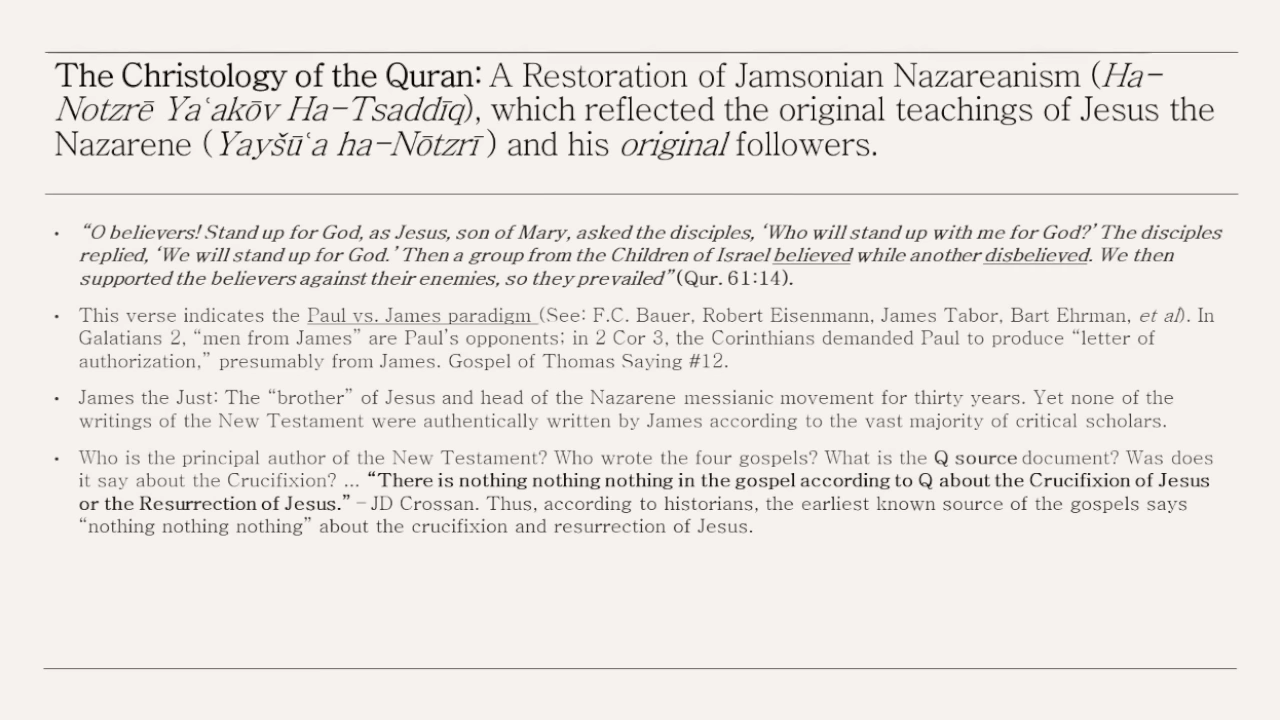 The Christology of the Quran: A Restoration of Jamsonian Nazareanism (Ha-
Notzrē Yaʿakōv Ha-Tsaddīq), which reflected the original teachings of Jesus the
Nazarene (Yayšūʿa ha-Nōtzrī ) and his original followers.
• “O believers! Stand up for God, as Jesus, son of Mary, asked the disciples, ‘Who will stand up with me for God?’ The disciples
replied, ‘We will stand up for God.’ Then a group from the Children of Israel believed while another disbelieved. We then
supported the believers against their enemies, so they prevailed” (Qur. 61:14).
• This verse indicates the Paul vs. James paradigm (See: F.C. Bauer, Robert Eisenmann, James Tabor, Bart Ehrman, et al). In
Galatians 2, “men from James” are Paul’s opponents; in 2 Cor 3, the Corinthians demanded Paul to produce “letter of
authorization,” presumably from James. Gospel of Thomas Saying #12.
• James the Just: The “brother” of Jesus and head of the Nazarene messianic movement for thirty years. Yet none of the
writings of the New Testament were authentically written by James according to the vast majority of critical scholars.
• Who is the principal author of the New Testament? Who wrote the four gospels? What is the Q source document? Was does
it say about the Crucifixion? ... “There is nothing nothing nothing in the gospel according to Q about the Crucifixion of Jesus
or the Resurrection of Jesus.” – JD Crossan. Thus, according to historians, the earliest known source of the gospels says
“nothing nothing nothing” about the crucifixion and resurrection of Jesus.